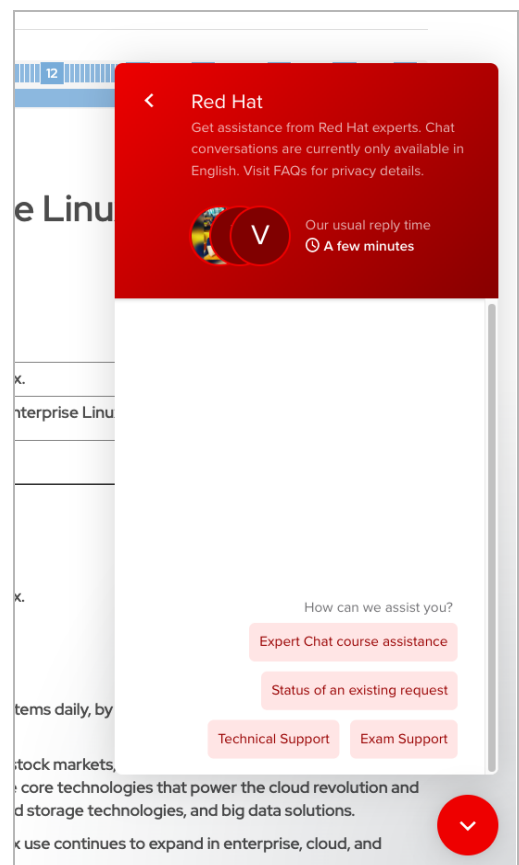 12
Red Hat
Get assistance from Red Hat experts. Chat
conversations are currently only available in
English. Visit FAQs for privacy details.
e Linu
V
Our usual reply time
A few minutes
x.
nterprise Linu
How can we assist you?
x.
Expert Chat course assistance
Status of an existing request
tems daily, by
Technical Support
Exam Support
stock markets,
core technologies that power the cloud revolution and
d storage technologies, and big data solutions.
x use continues to expand in enterprise, cloud, and